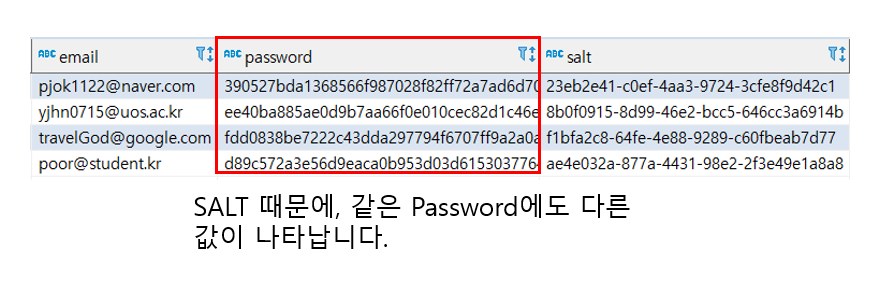 ABC email ABC password ABC salt
pjok1122@naver.com 390527bda1368566f987028f82ff72a7ad6d70 23eb2e41-c0ef-4aa3-9724-3cfe8f9d42c1
yjhn0715@uos.ac.kr ee40ba885ae0d9b7aa66f0e010cec82d1c46e 8b0f0915-8d99-46e2-bcc5-646cc3a6914b
travelGod@google.com fdd0838be7222c43dda297794f6707ff9a2a0a f1bfa2c8-64fe-4e88-9289-c60fbeab7d77
poor@student.kr d89c572a3e56d9eaca0b953d03d615303776 ae4e032a-877a-4431-98e2-2f3e49e1a8a8
SALT 때문에, 같은 Password에도 다른
값이 나타납니다.